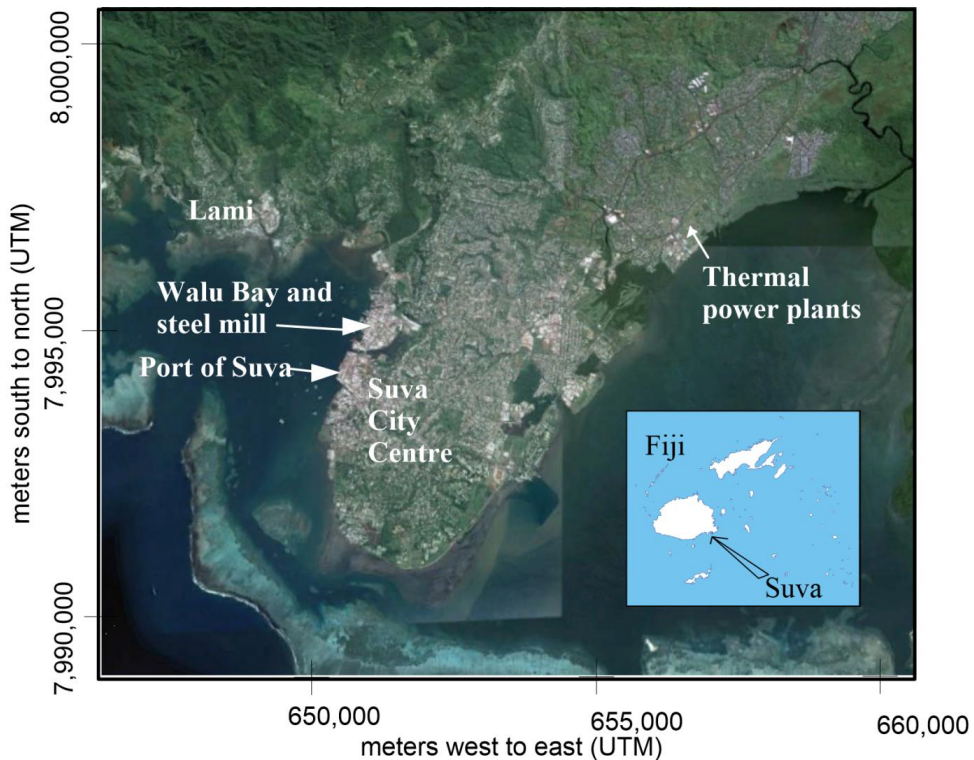 8,000,000
Lami
Walu Bay and
steel mill
Port of Suva
Suva
City
Centre
Thermal
power plants
Fiji
Suva
7,995,000
7,990,000
meters south to north (UTM)
650,000
655,000
660,000
meters west to east (UTM)